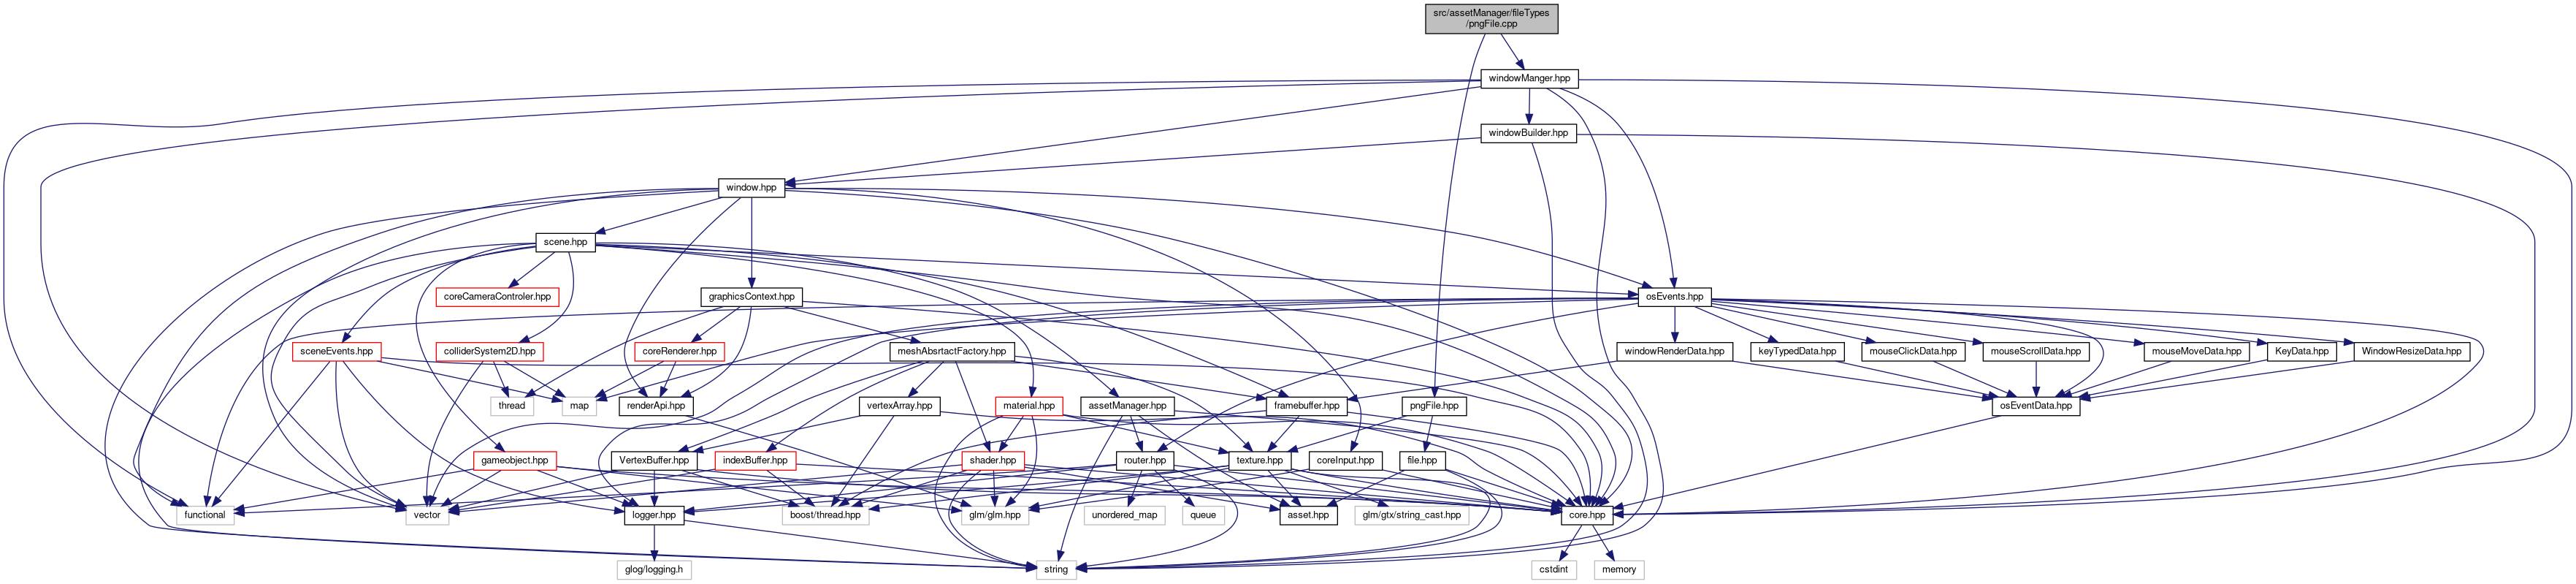 src/assetManager/fileTypes
/pngFile.cpp
windowManger.hpp
windowBuilder.hpp
window.hpp
scene.hpp
coreCameraControler.hpp
graphicsContext.hpp
osEvents.hpp
sceneEvents.hpp
colliderSystem2D.hpp
coreRenderer.hpp
meshAbsrtactFactory.hpp
windowRenderData.hpp
keyTypedData.hpp
mouseClickData.hpp
mouseScrollData.hpp
mouseMoveData.hpp
KeyData.hpp
WindowResizeData.hpp
thread
map
renderApi.hpp
vertexArray.hpp
material.hpp
assetManager.hpp
framebuffer.hpp
pngFile.hpp
osEventData.hpp
gameobject.hpp
VertexBuffer.hpp
indexBuffer.hpp
shader.hpp
router.hpp
texture.hpp
coreInput.hpp
file.hpp
functional
vector
logger.hpp
boost/thread.hpp
glm/glm.hpp
unordered_map
queue
asset.hpp
glm/gtx/string_cast.hpp
core.hpp
glog/logging.h
string
cstdint
memory